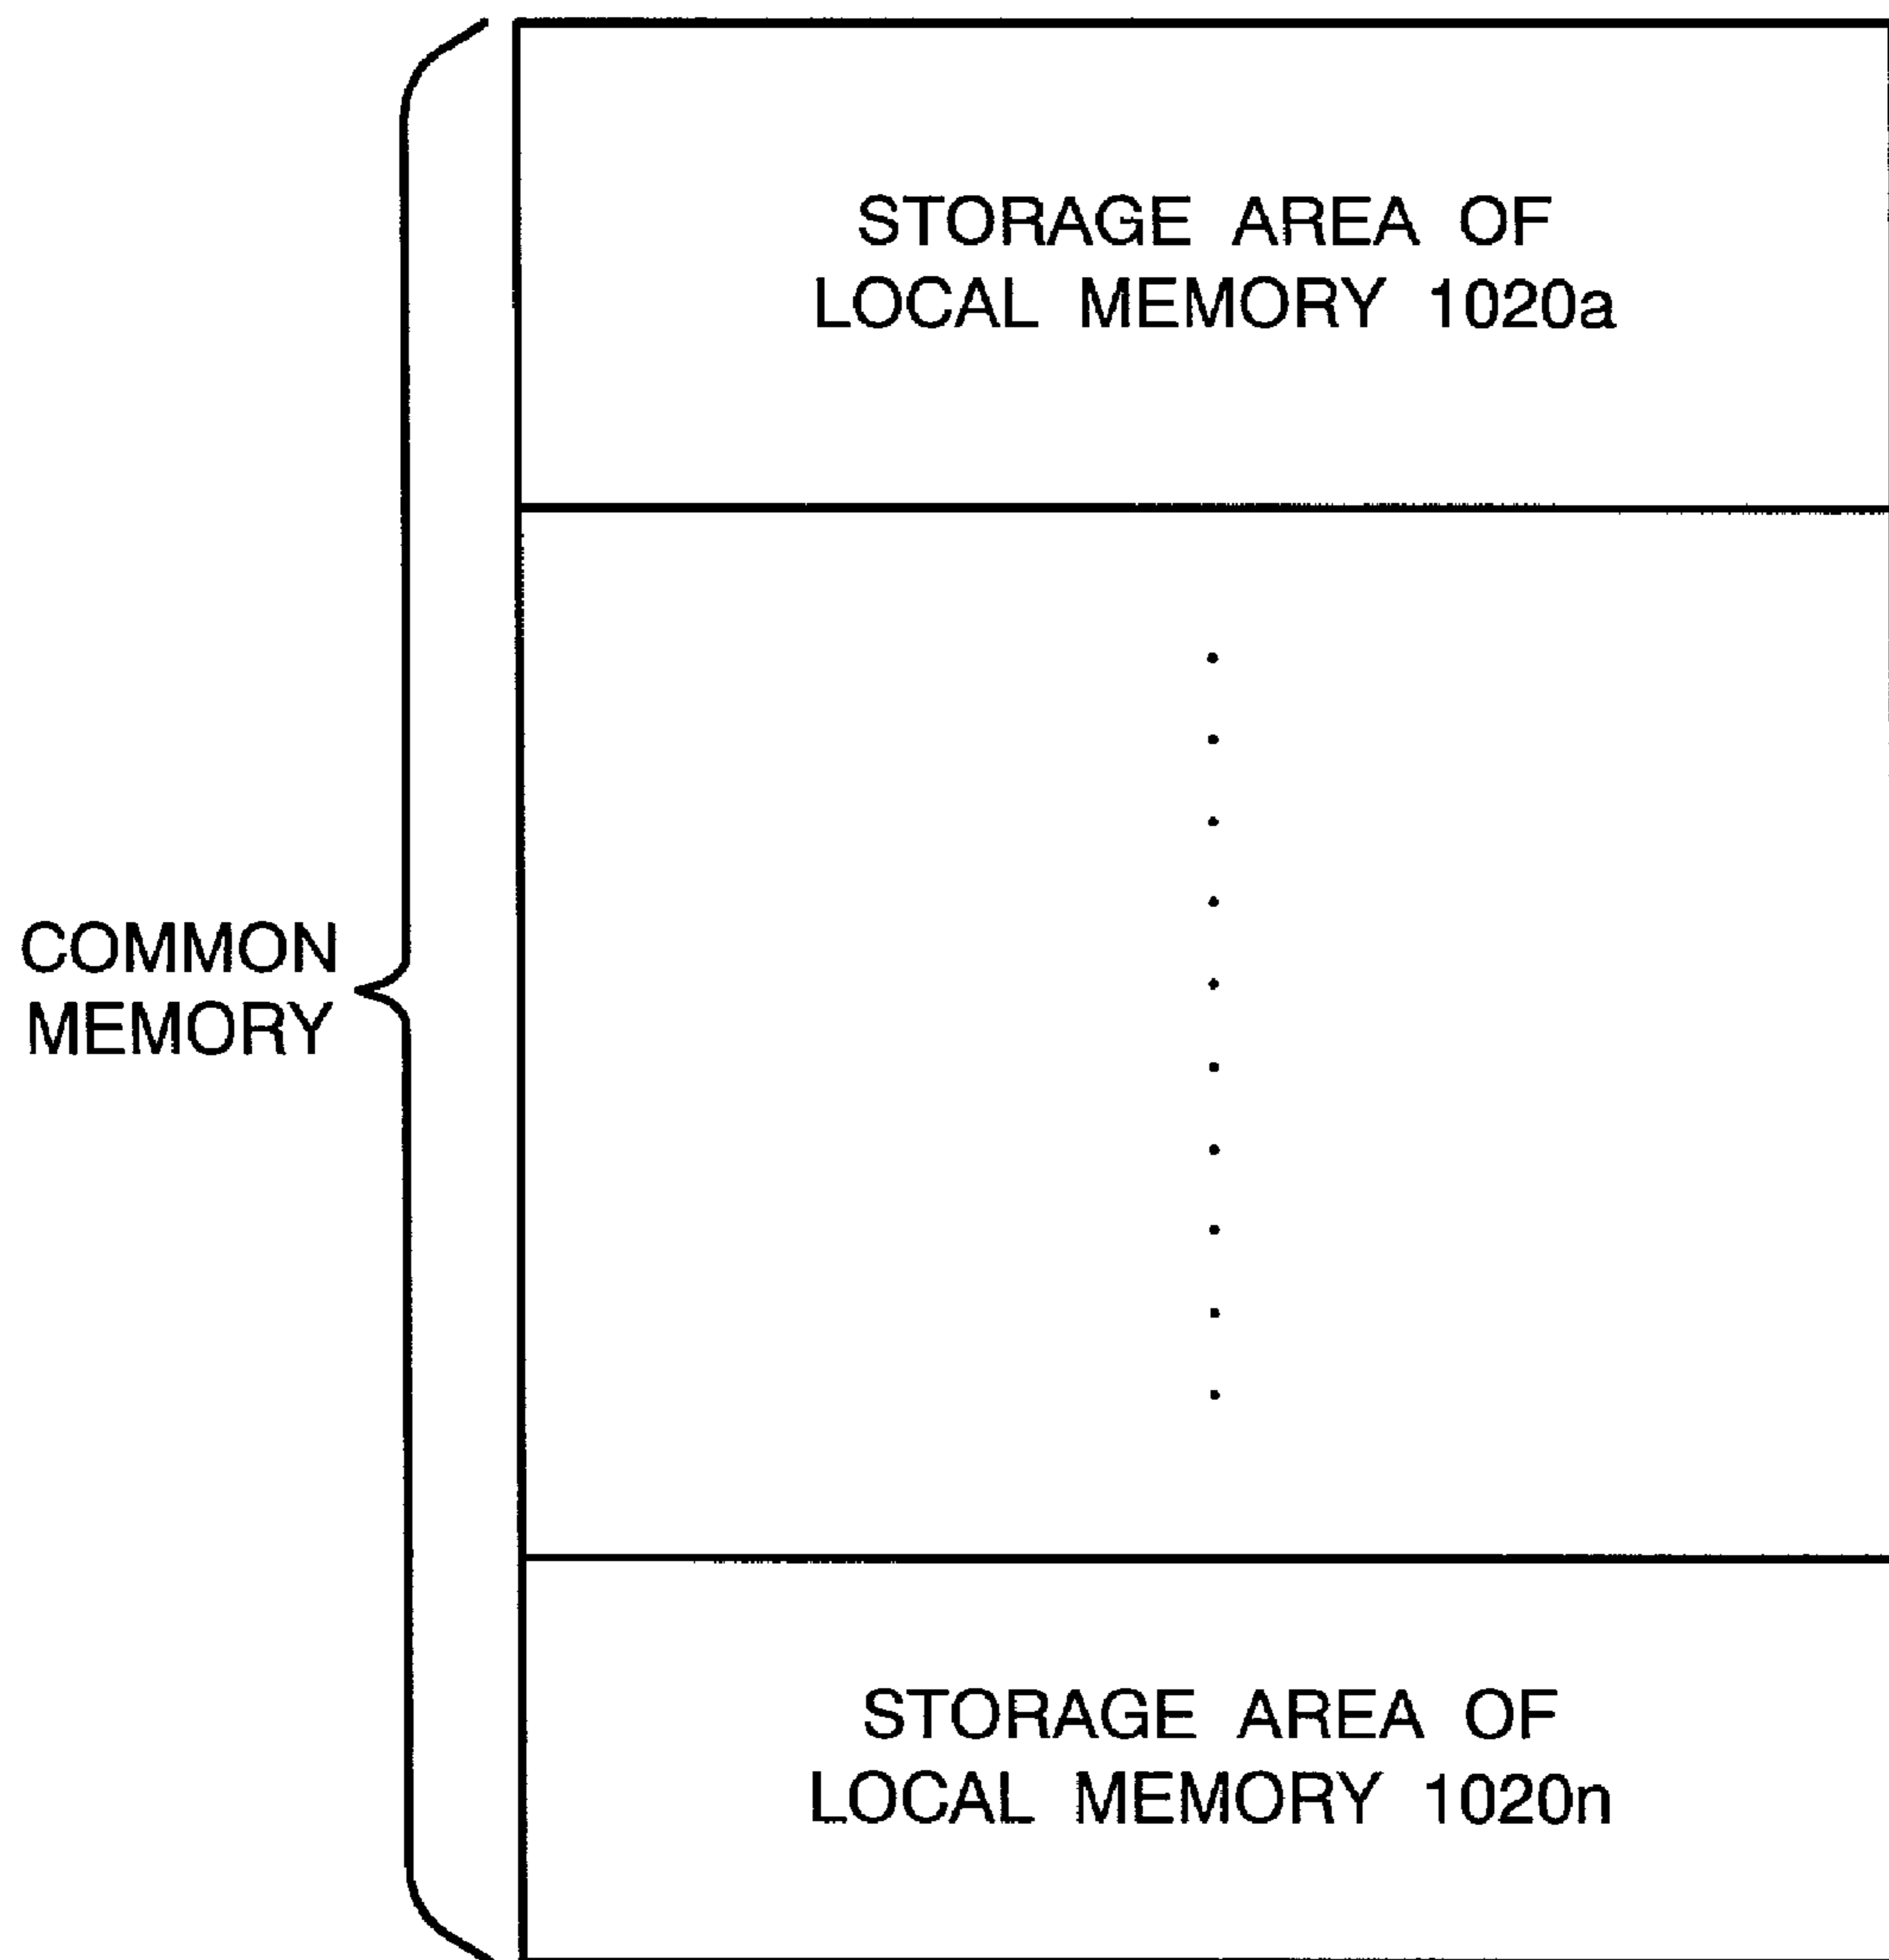 STORAGE AREA OF
LOCAL MEMORY 1020a
COMMON
MEMORY
STORAGE AREA OF
LOCAL MEMORY 1020n